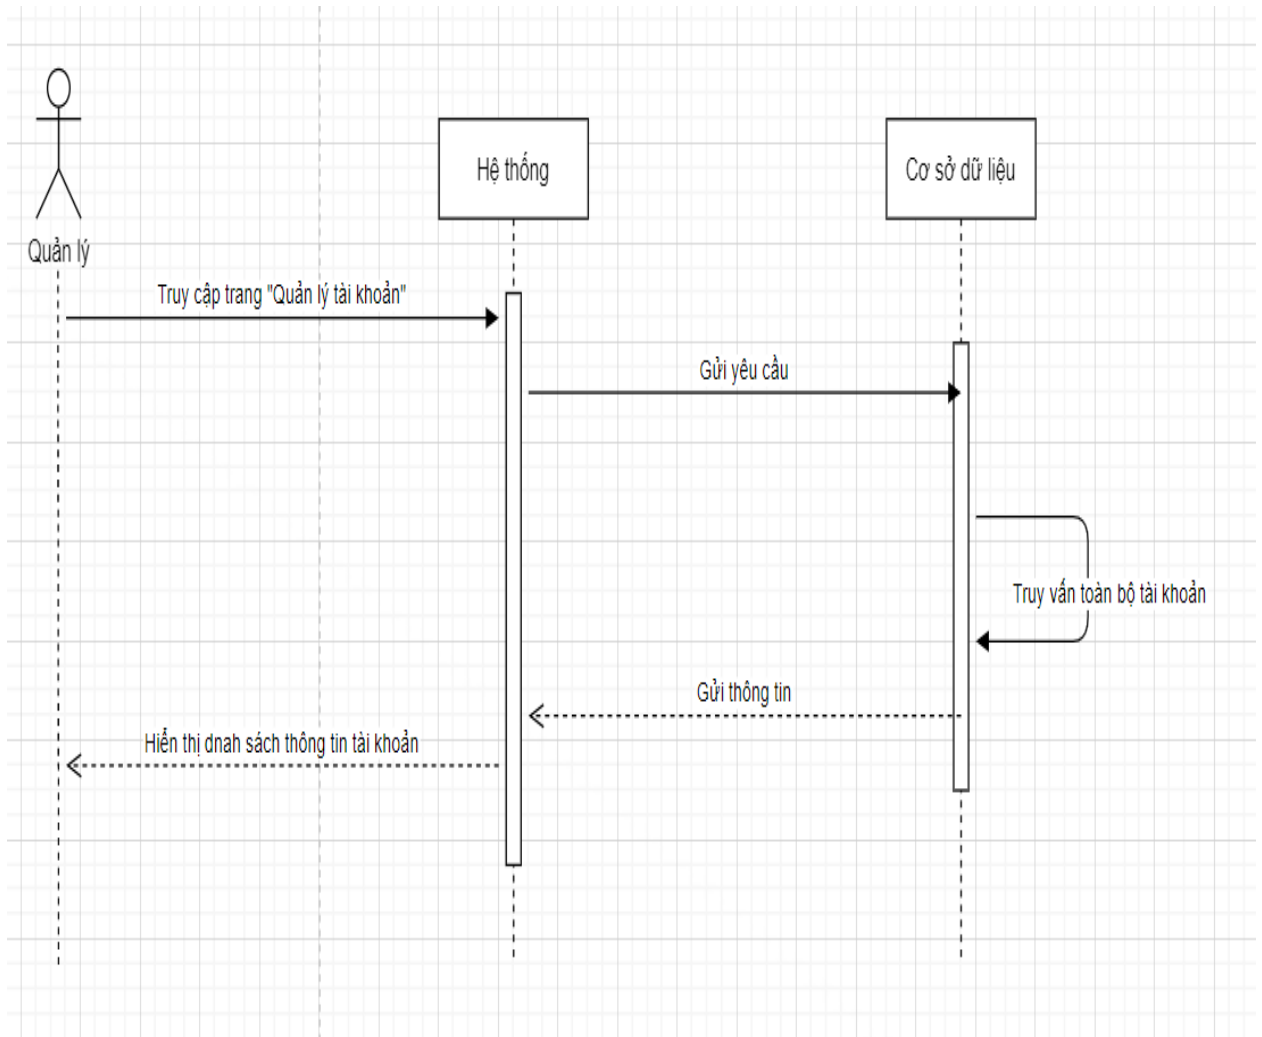 Hệ thống
Cơ sở dữ liệu
Quản lý
Truy cập trang "Quản lý tài khoản"
Gửi yêu cầu
Truy vấn toàn bộ tài khoản
Gửi thông tin
Hiển thị dnah sách thông tin tài khoản